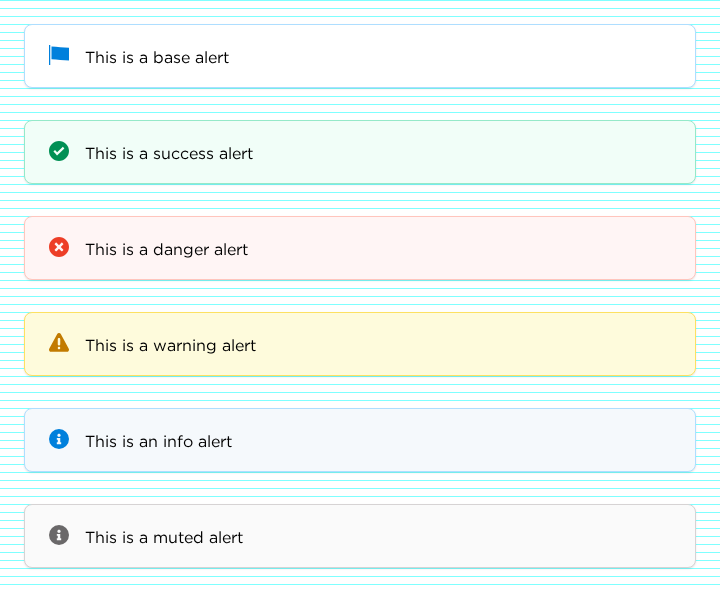 This is a base alert
This is a success alert
This is a danger alert
This is a warning alert
This is an info alert
This is a muted alert